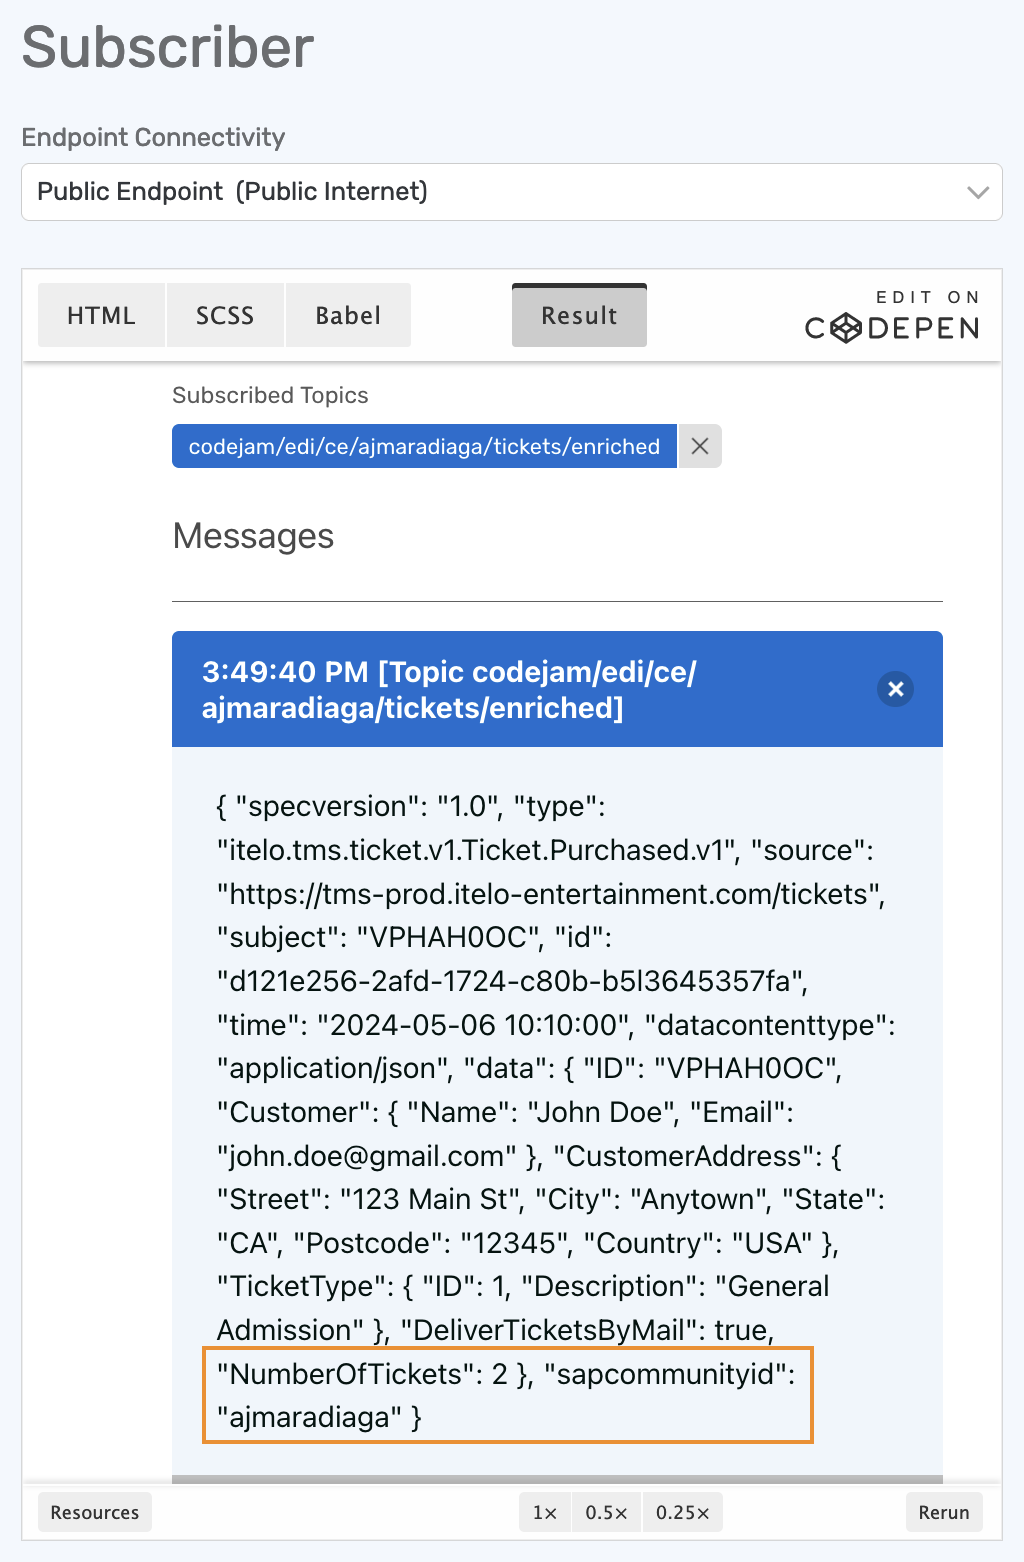 Subscriber
Endpoint Connectivity
Public Endpoint  (Public Internet)
HTML
SCSS
Babel
Result
EDIT ON
CODEPEN
Subscribed Topics
codejam/edi/ce/ajmaradiaga/tickets/enriched
Messages
3:49:40 PM [Topic codejam/edi/ce/
ajmaradiaga/tickets/enriched]
{ "specversion": "1.0", "type":
"itelo.tms.ticket.v1.Ticket.Purchased.v1", "source":
"https://tms-prod.itelo-entertainment.com/tickets",
"subject": "VPHAH0OC", "id":
"d121e256-2afd-1724-c80b-b5l3645357fa",
"time": "2024-05-06 10:10:00", "datacontenttype":
"application/json", "data": { "ID": "VPHAH0OC",
"Customer": { "Name": "John Doe", "Email":
"john.doe@gmail.com" }, "CustomerAddress": {
"Street": "123 Main St", "City": "Anytown", "State":
"CA", "Postcode": "12345", "Country": "USA" },
"TicketType": { "ID": 1, "Description": "General
Admission" }, "DeliverTicketsByMail": true,
"NumberOfTickets": 2 }, "sapcommunityid":
"ajmaradiaga" }
Resources
1×
0.5×
0.25×
Rerun